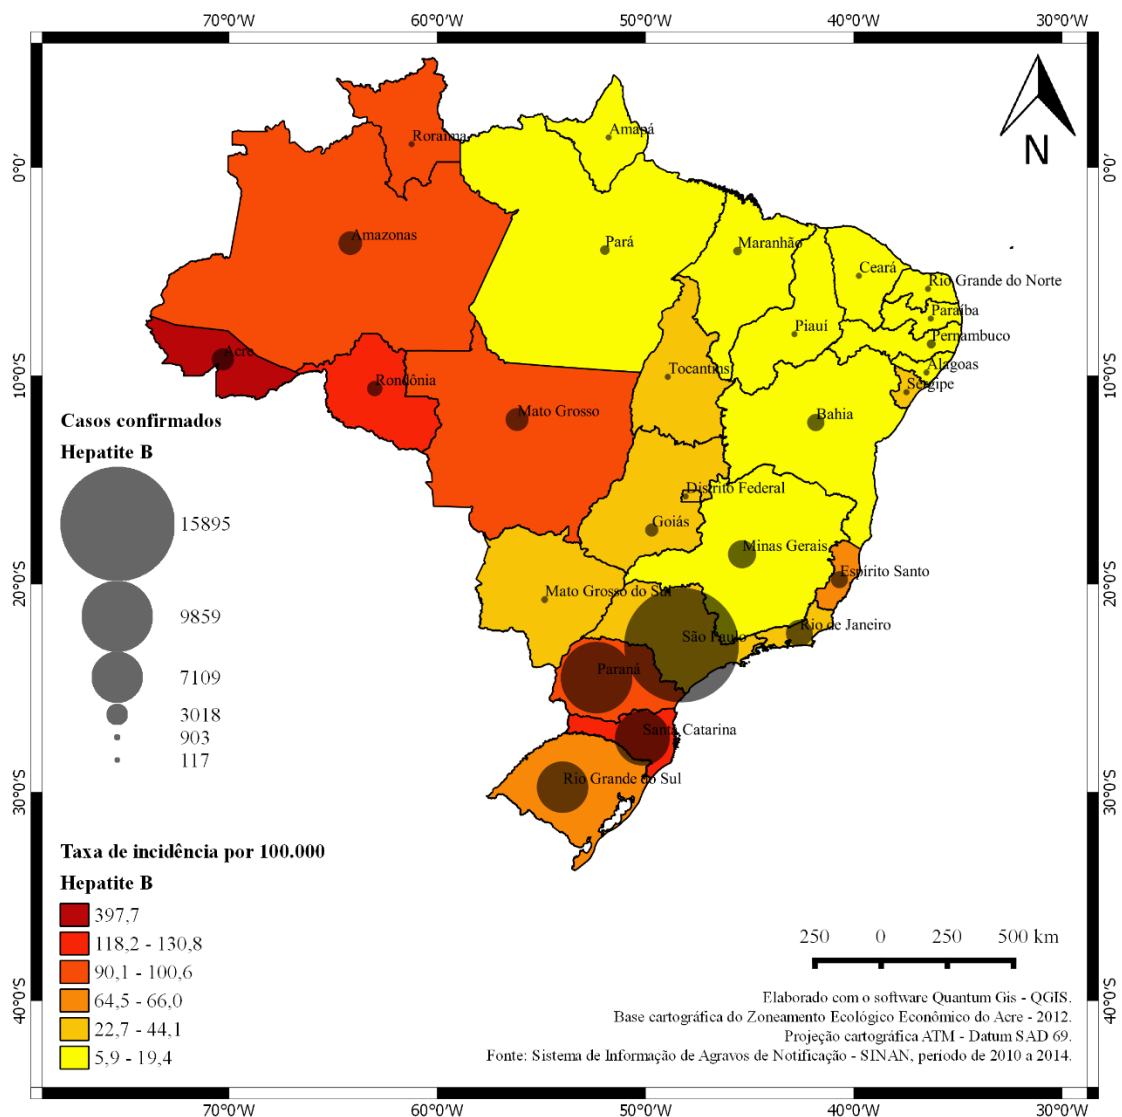 70°0'W 60°0'W 50°0'W 40°0'W 30°0'W
0°0'
10°0'S
20°0'S
30°0'S
40°0'S
0°0'
10°0'S
20°0'S
30°0'S
40°0'S
N
Roraima
Amapá
Amazonas
Pará
Maranhão
Ceará
Rio Grande do Norte
Paraíba
Piauí
Pernambuco
Acre
Alagoas
Tocantins
Rondônia
Sergipe
Mato Grosso
Bahia
Distrito Federal
Goiás
Minas Gerais
Espirito Santo
Mato Grosso do Sul
Rio de Janeiro
São Paulo
Paraná
Santa Catarina
Rio Grande do Sul
Casos confirmados
Hepatite B
15895
9859
7109
3018
903
117
Taxa de incidência por 100.000
Hepatite B
397,7
118,2 - 130,8
90,1 - 100,6
64,5 - 66,0
22,7 - 44,1
5,9 - 19,4
250 0 250 500 km
Elaborado com o software Quantum Gis - QGIS.
Base cartográfica do Zoneamento Ecológico Econômico do Acre - 2012.
Projeção cartográfica ATM - Datum SAD 69.
Fonte: Sistema de Informação de Agravos de Notificação - SINAN, periodo de 2010 a 2014.
70°0'W 60°0'W 50°0'W 40°0'W 30°0'W